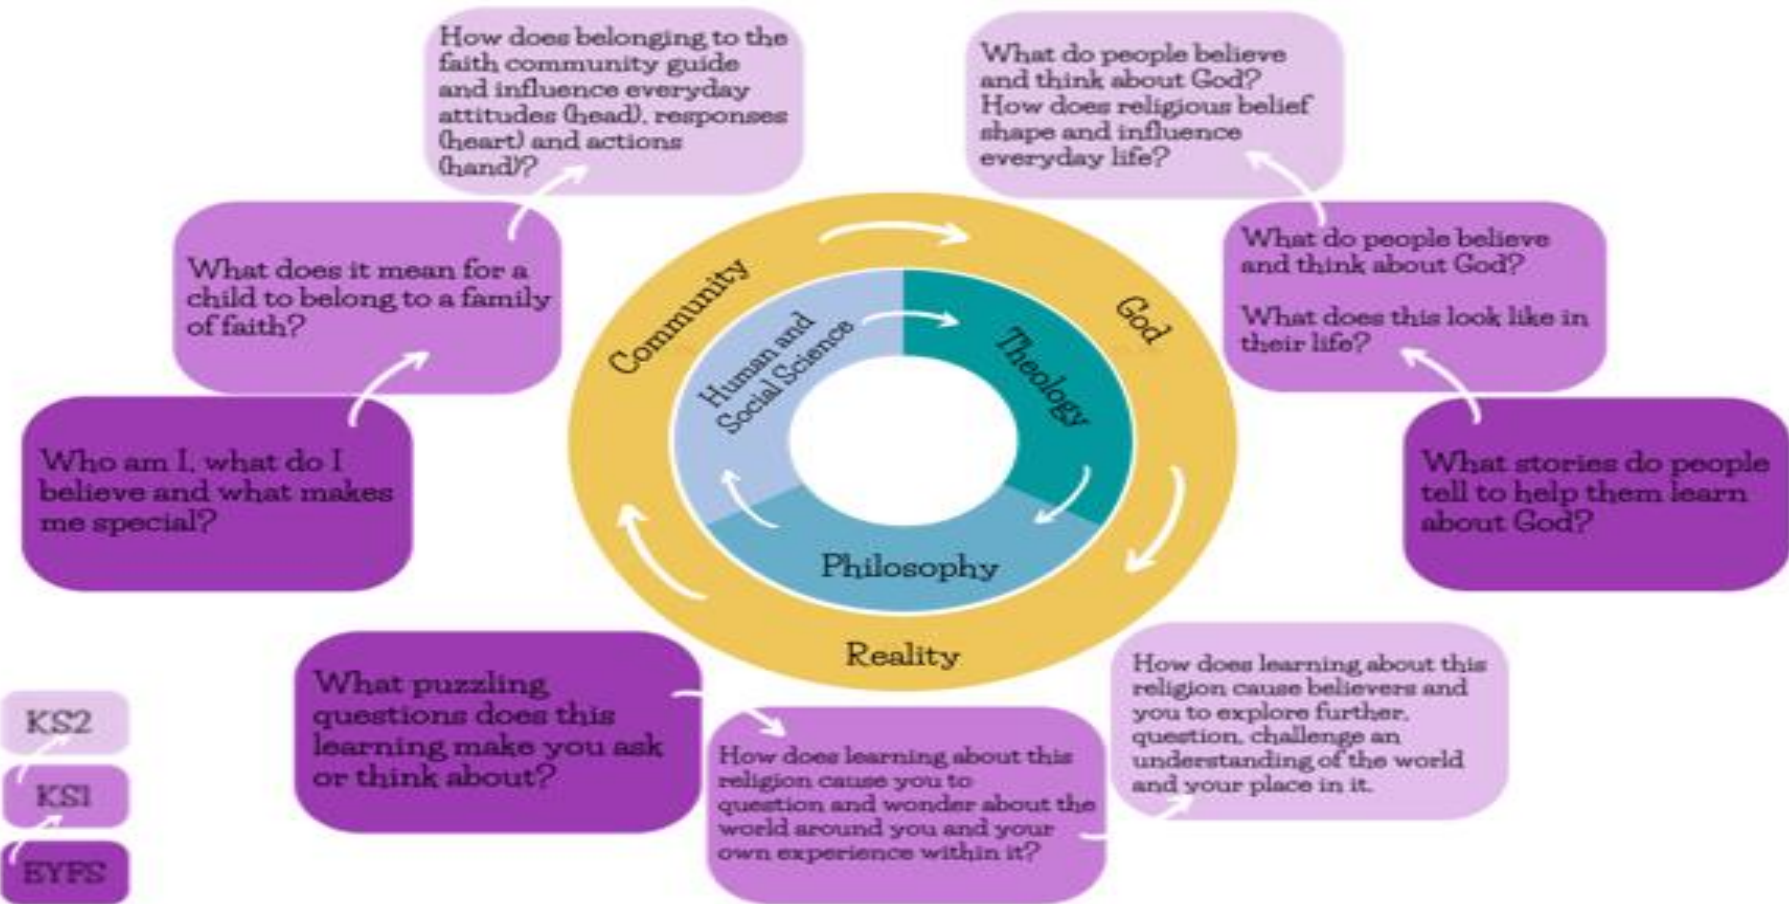 How does belonging to the
faith community guide
and influence everyday
attitudes (head), responses
(heart) and actions
(hand)?
What do people believe
and think about God?
How does religious belief
shape and influence
everyday life?
What does it mean for a
child to belong to a family
of faith?
What do people believe
and think about God?
What does this look like in
their life?
Who am I, what do I
believe and what makes
me special?
What stories do people
tell to help them learn
about God?
Community
God
Human and
Social Science
Theology
Philosophy
Reality
What puzzling
questions does this
learning make you ask
or think about?
How does learning about this
religion cause you to
question and wonder about the
world around you and your
own experience within it?
How does learning about this
religion cause believers and
you to explore further,
question, challenge an
understanding of the world
and your place in it.
KS2
KS1
EYFS